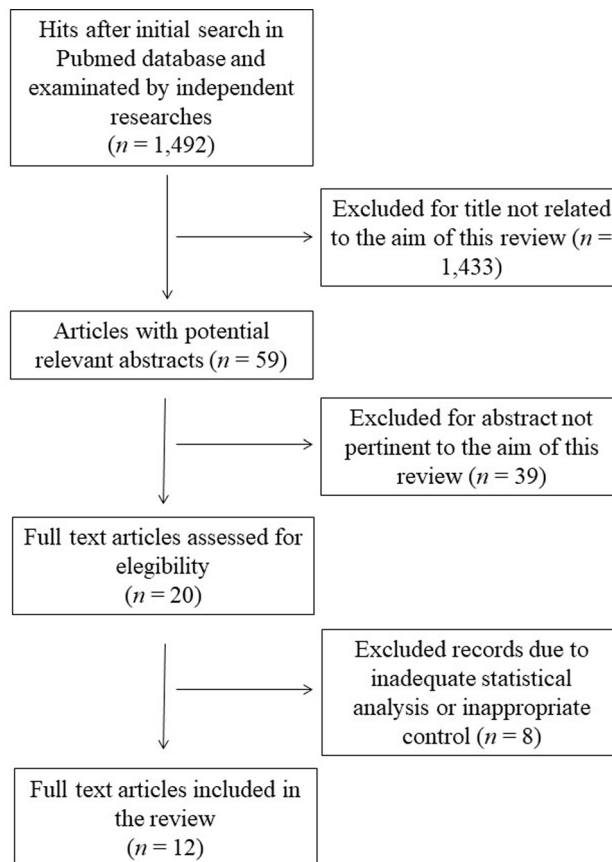 Hits after initial search in
Pubmed database and
examinated by independent
researches
(n = 1,492)
Excluded for title not related
to the aim of this review (n =
1,433)
Articles with potential
relevant abstracts (n = 59)
Excluded for abstract not
pertinent to the aim of this
review (n = 39)
Full text articles assessed for
elegibility
(n = 20)
Excluded records due to
inadequate statistical
analysis or inappropriate
control (n = 8)
Full text articles included in
the review
(n = 12)